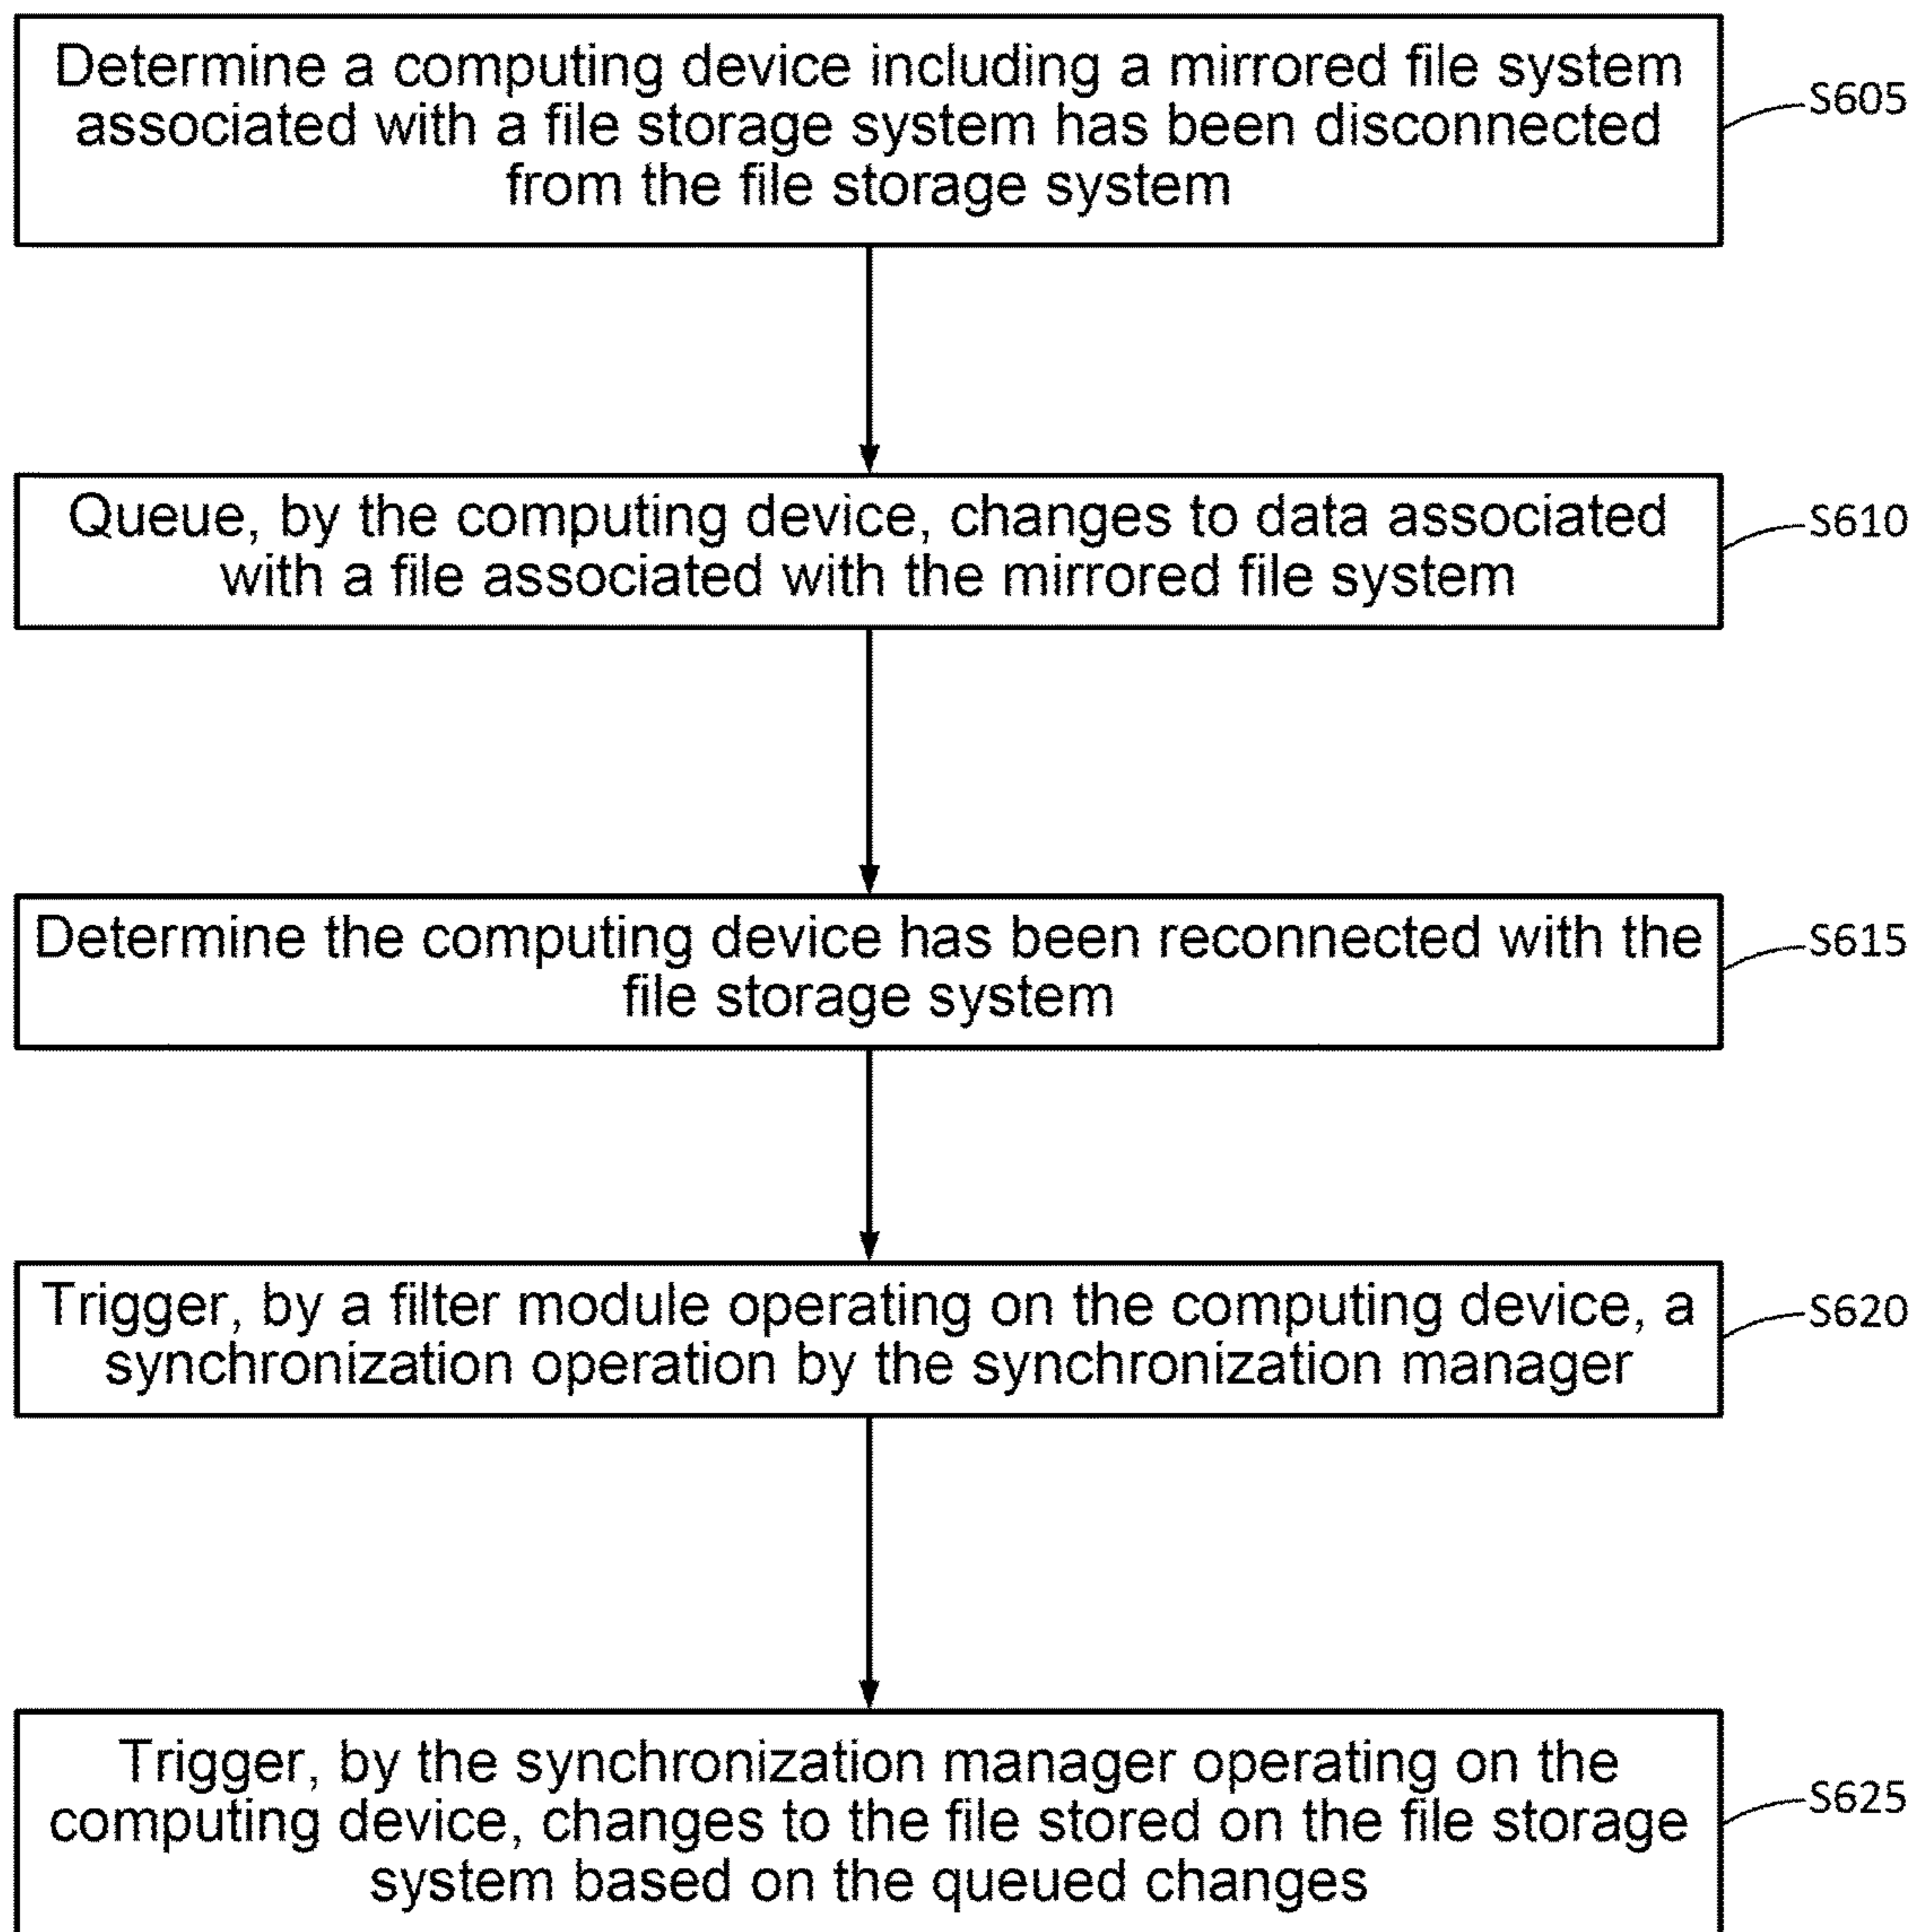 Determine a computing device including a mirrored file system
associated with a file storage system has been disconnected
from the file storage system
S605
Queue, by the computing device, changes to data associated
with a file associated with the mirrored file system
S610
Determine the computing device has been reconnected with the
file storage system
S615
Trigger, by a filter module operating on the computing device, a
synchronization operation by the synchronization manager
S620
Trigger, by the synchronization manager operating on the
computing device, changes to the file stored on the file storage
system based on the queued changes
S625